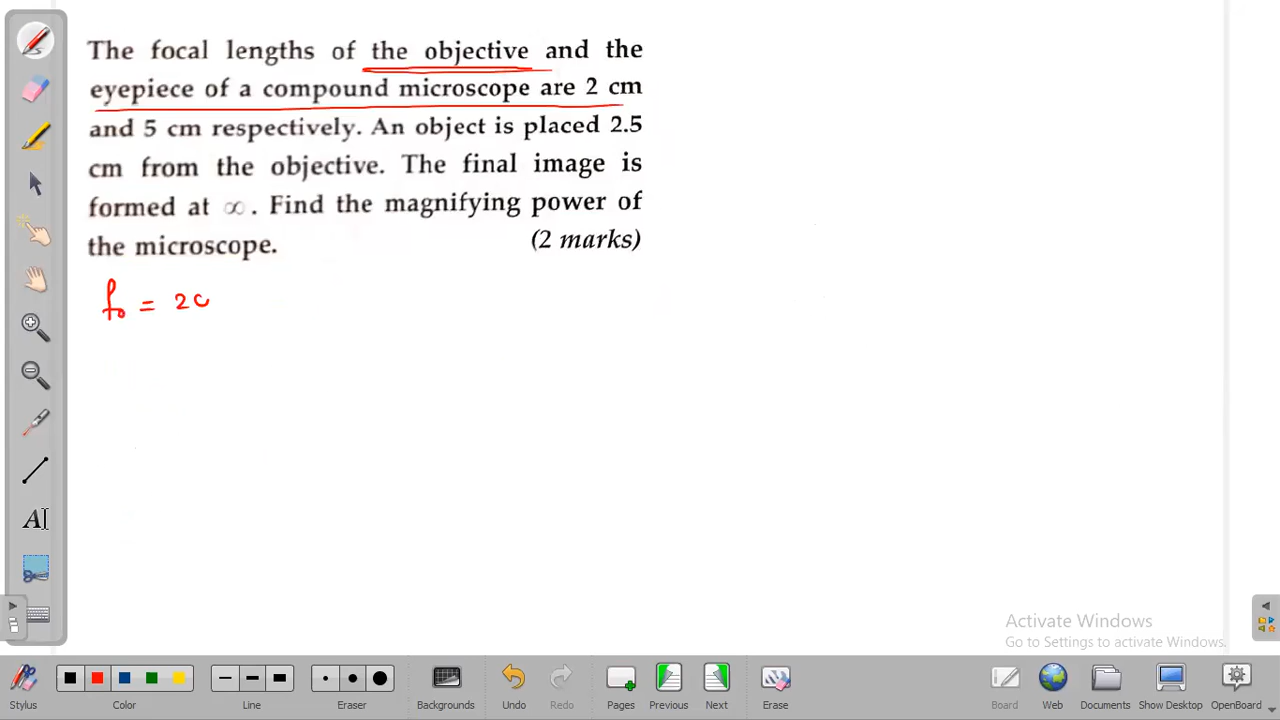 The focal lengths of the objective and the
eyepiece of a compound microscope are 2 cm
and 5 cm respectively. An object is placed 2.5
cm from the objective. The final image is
formed at ∞. Find the magnifying power of
the microscope. (2 marks)
f₀ = 2c
A
Activate Windows
Go to Settings to activate Windows.
Stylus Color Line Eraser Backgrounds Undo Redo Pages Previous Next Erase Board Web Documents Show Desktop OpenBoard